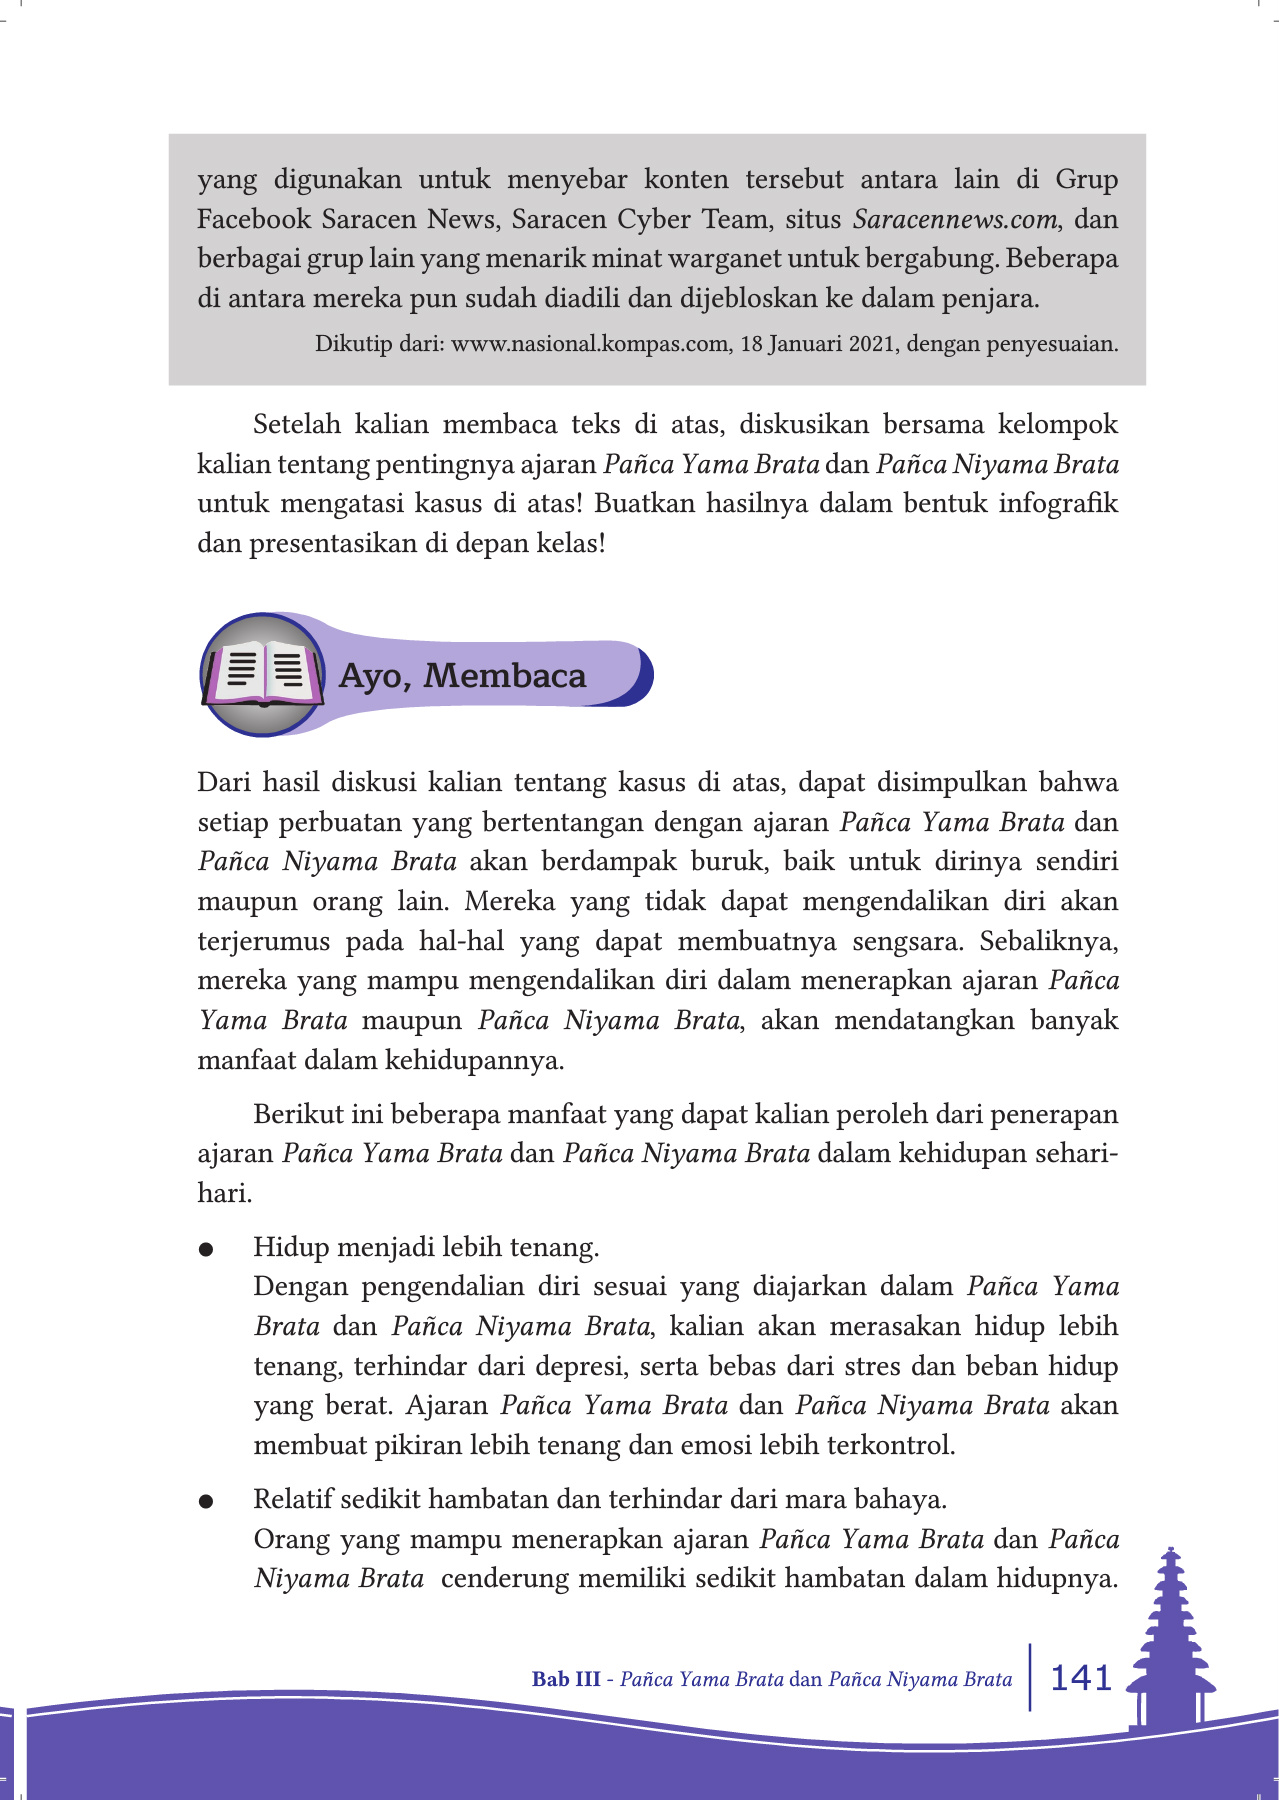 yang digunakan untuk menyebar konten tersebut antara lain di Grup
Facebook Saracen News, Saracen Cyber Team, situs Saracennews.com, dan
berbagai grup lain yang menarik minat warganet untuk bergabung. Beberapa
di antara mereka pun sudah diadili dan dijebloskan ke dalam penjara.
Dikutip dari: www.nasional.kompas.com, 18 Januari 2021, dengan penyesuaian.
Setelah kalian membaca teks di atas, diskusikan bersama kelompok
kalian tentang pentingnya ajaran Pañca Yama Brata dan Pañca Niyama Brata
untuk mengatasi kasus di atas! Buatkan hasilnya dalam bentuk infografik
dan presentasikan di depan kelas!
Ayo, Membaca
Dari hasil diskusi kalian tentang kasus di atas, dapat disimpulkan bahwa
setiap perbuatan yang bertentangan dengan ajaran Pañca Yama Brata dan
Pañca Niyama Brata akan berdampak buruk, baik untuk dirinya sendiri
maupun orang lain. Mereka yang tidak dapat mengendalikan diri akan
terjerumus pada hal-hal yang dapat membuatnya sengsara. Sebaliknya,
mereka yang mampu mengendalikan diri dalam menerapkan ajaran Pañca
Yama Brata maupun Pañca Niyama Brata, akan mendatangkan banyak
manfaat dalam kehidupannya.
Berikut ini beberapa manfaat yang dapat kalian peroleh dari penerapan
ajaran Pañca Yama Brata dan Pañca Niyama Brata dalam kehidupan sehari-
hari.
● Hidup menjadi lebih tenang.
Dengan pengendalian diri sesuai yang diajarkan dalam Pañca Yama
Brata dan Pañca Niyama Brata, kalian akan merasakan hidup lebih
tenang, terhindar dari depresi, serta bebas dari stres dan beban hidup
yang berat. Ajaran Pañca Yama Brata dan Pañca Niyama Brata akan
membuat pikiran lebih tenang dan emosi lebih terkontrol.
● Relatif sedikit hambatan dan terhindar dari mara bahaya.
Orang yang mampu menerapkan ajaran Pañca Yama Brata dan Pañca
Niyama Brata cenderung memiliki sedikit hambatan dalam hidupnya.
Bab III - Pañca Yama Brata dan Pañca Niyama Brata 141